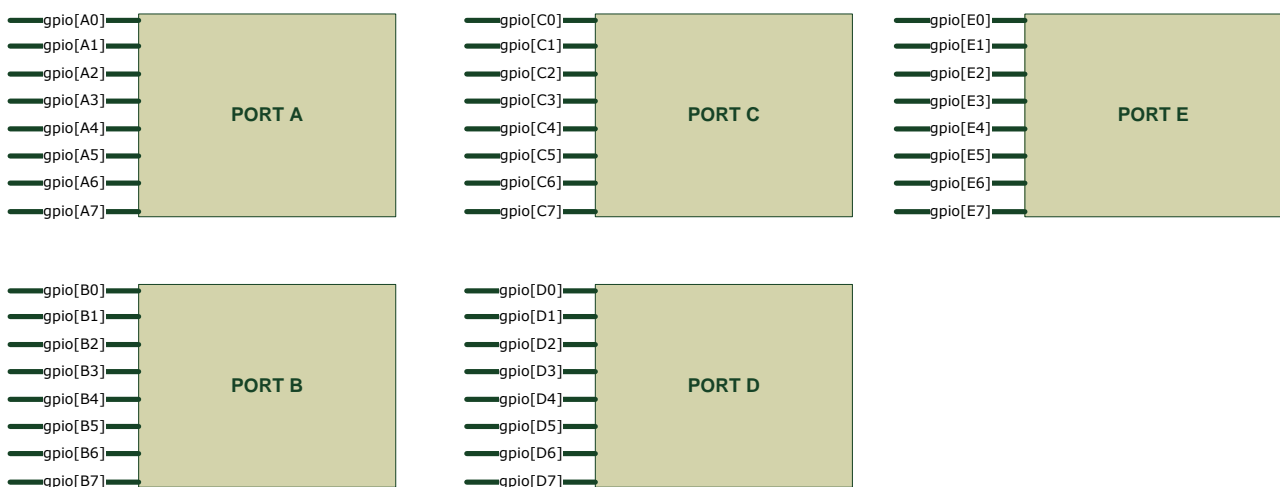 gpio[A0]
gpio[A1]
gpio[A2]
gpio[A3]
gpio[A4]
gpio[A5]
gpio[A6]
gpio[A7]
PORT A
gpio[C0]
gpio[C1]
gpio[C2]
gpio[C3]
gpio[C4]
gpio[C5]
gpio[C6]
gpio[C7]
PORT C
gpio[E0]
gpio[E1]
gpio[E2]
gpio[E3]
gpio[E4]
gpio[E5]
gpio[E6]
gpio[E7]
PORT E
gpio[B0]
gpio[B1]
gpio[B2]
gpio[B3]
gpio[B4]
gpio[B5]
gpio[B6]
gpio[B7]
PORT B
gpio[D0]
gpio[D1]
gpio[D2]
gpio[D3]
gpio[D4]
gpio[D5]
gpio[D6]
gpio[D7]
PORT D